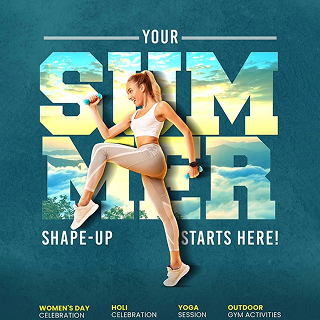 YOUR
SUM
MER
SHAPE-UP STARTS HERE!
WOMEN'S DAY HOLI YOGA OUTDOOR
CELEBRATION CELEBRATION SESSION GYM ACTIVITIES